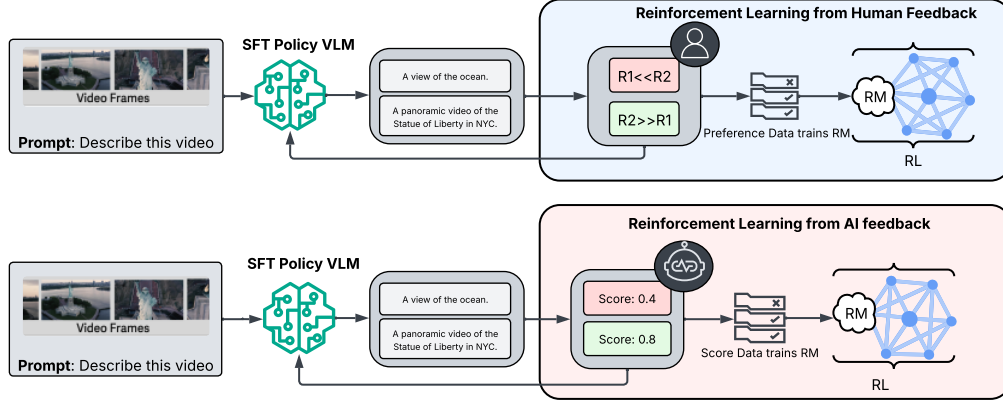 Reinforcement Learning from Human Feedback
SFT Policy VLM
Video Frames
Prompt: Describe this video
A view of the ocean.
A panoramic video of the
Statue of Liberty in NYC.
R1<<R2
R2>>R1
Preference Data trains RM
RM
RL
Reinforcement Learning from AI feedback
SFT Policy VLM
Video Frames
Prompt: Describe this video
A view of the ocean.
A panoramic video of the
Statue of Liberty in NYC.
Score: 0.4
Score: 0.8
Score Data trains RM
RM
RL